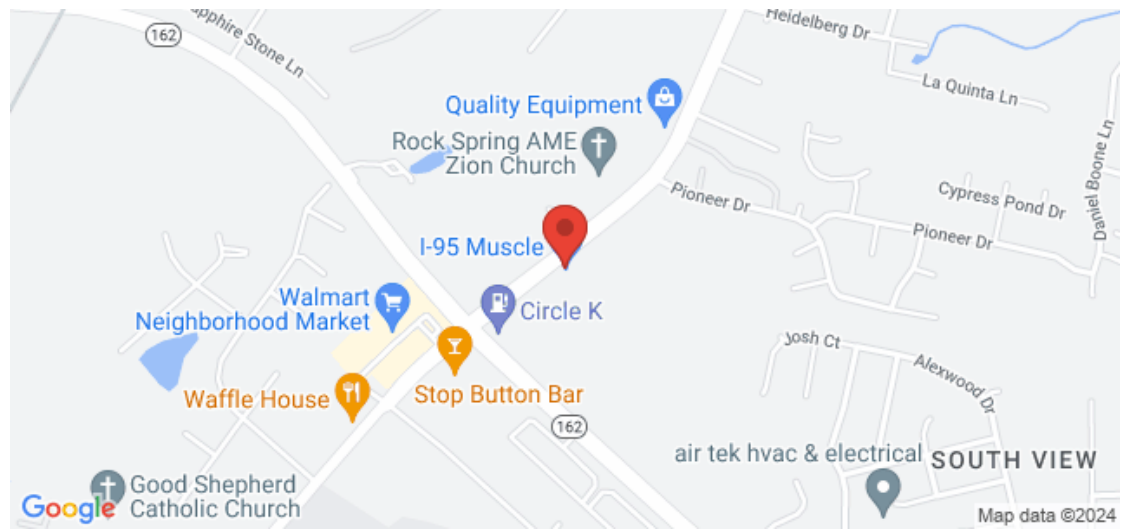 Heidelberg Dr
162
apphire Stone Ln
La Quinta Ln
Quality Equipment
Rock Spring AME
Zion Church
Daniel Boone Ln
Pioneer Dr
Cypress Pond Dr
Pioneer Dr
I-95 Muscle
Walmart
Neighborhood Market
Circle K
Josh Ct
Alexwood Dr
Waffle House
Stop Button Bar
162
air tek hvac & electrical
SOUTH VIEW
Good Shepherd
Catholic Church
Google
Map data ©2024